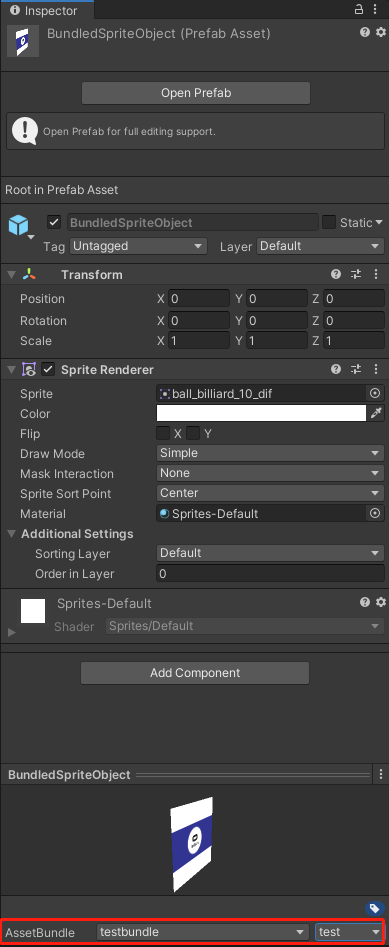 Inspector
BundledSpriteObject (Prefab Asset)
Open Prefab
Open Prefab for full editing support.
Root in Prefab Asset
BundledSpriteObject Static
Tag Untagged Layer Default
Transform
Position X 0 Y 0 Z 0
Rotation X 0 Y 0 Z 0
Scale X 1 Y 1 Z 1
Sprite Renderer
Sprite ball_billiard_10_dif
Color
Flip X Y
Draw Mode Simple
Mask Interaction None
Sprite Sort Point Center
Material Sprites-Default
Additional Settings
Sorting Layer Default
Order in Layer 0
Sprites-Default
Shader Sprites/Default
Add Component
BundledSpriteObject
AssetBundle testbundle test